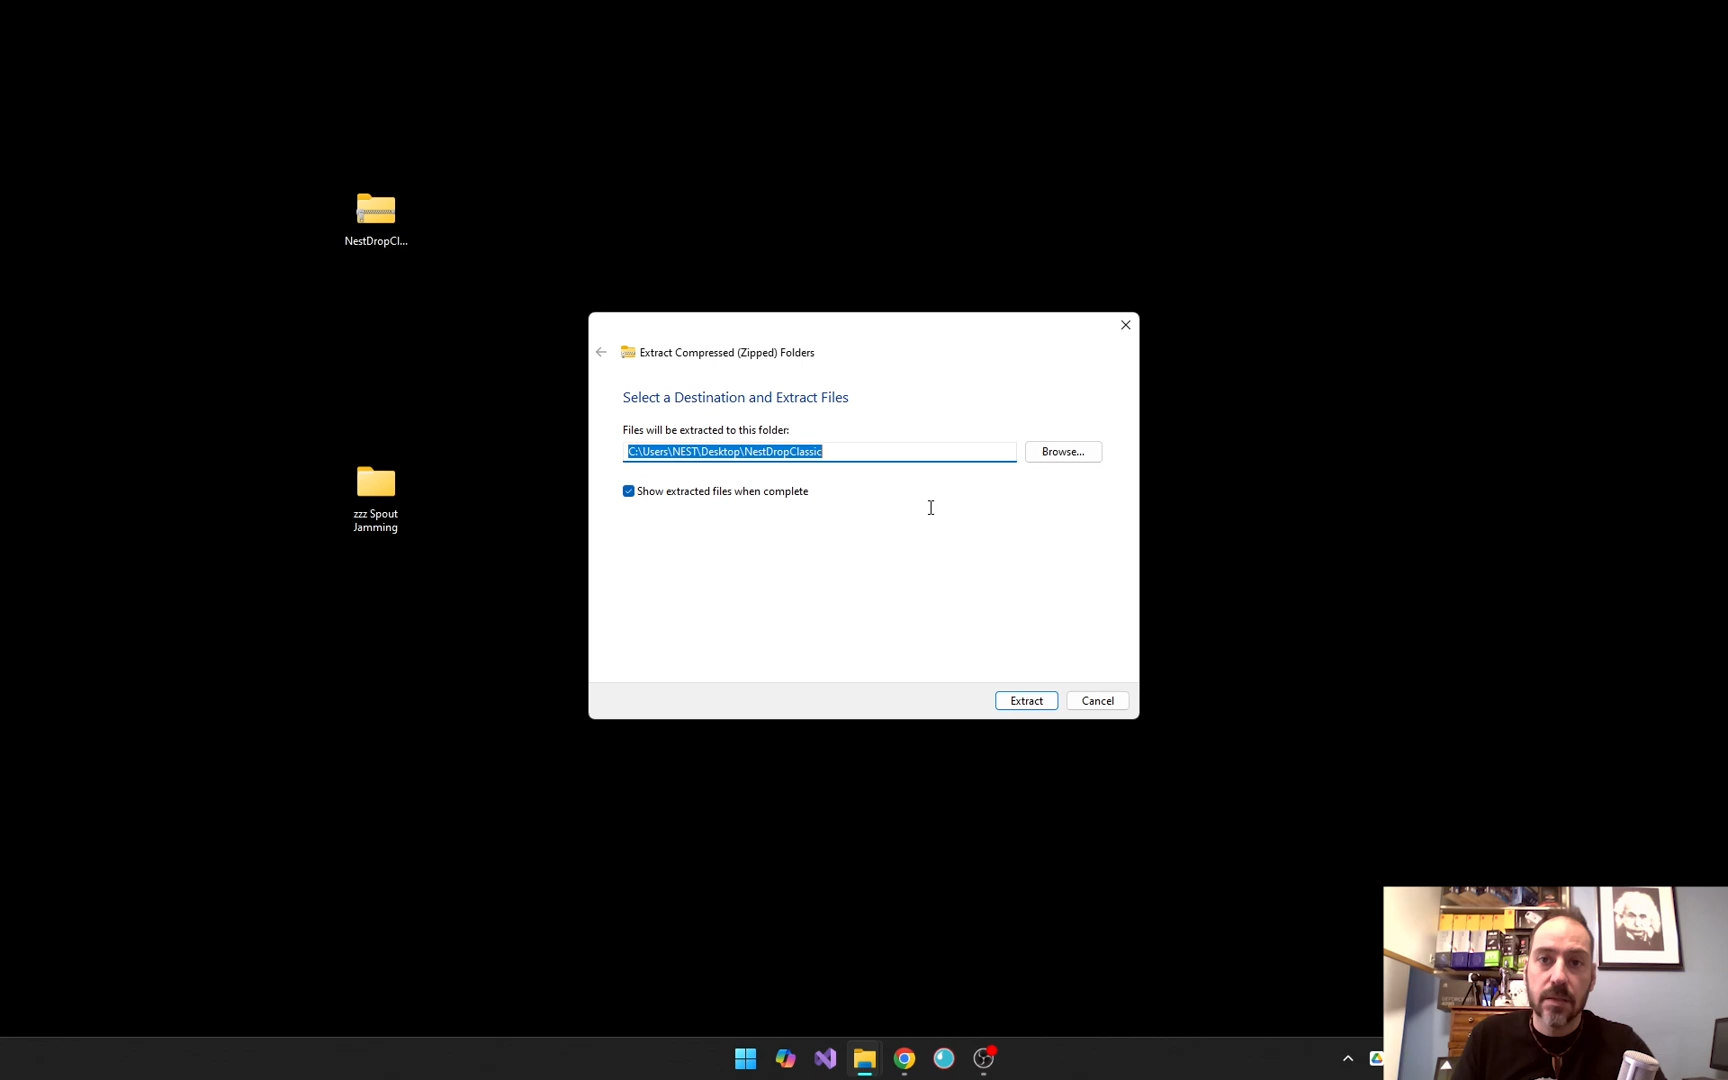 NestDropCl...
zzz Spout
Jamming
Extract Compressed (Zipped) Folders
Select a Destination and Extract Files
Files will be extracted to this folder:
C:\Users\NEST\Desktop\NestDropClassic
Browse...
Show extracted files when complete
Extract
Cancel